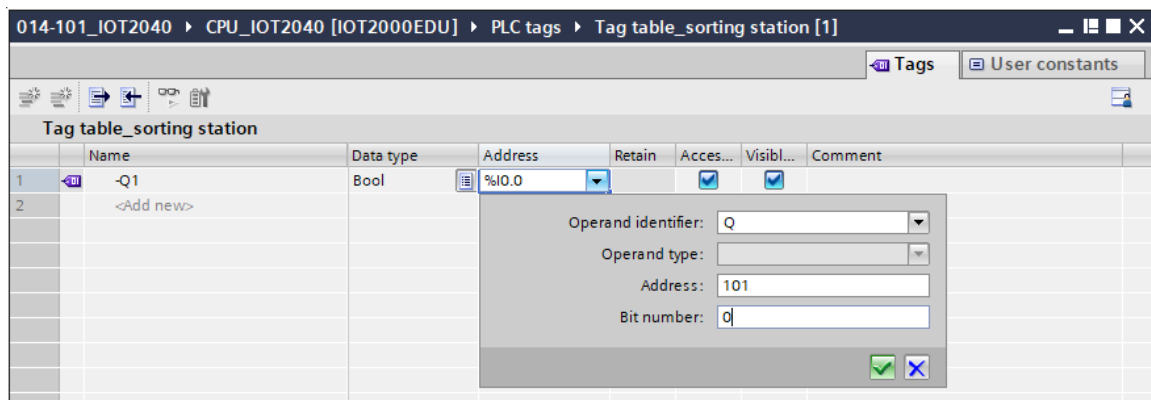 014-101_IOT2040 ▸ CPU_IOT2040 [IOT2000EDU] ▸ PLC tags ▸ Tag table_sorting station [1]
Tags User constants
Tag table_sorting station
Name Data type Address Retain Acces... Visibl... Comment
1 -Q1 Bool %I0.0
2 <Add new>
Operand identifier: Q
Operand type:
Address: 101
Bit number: 0